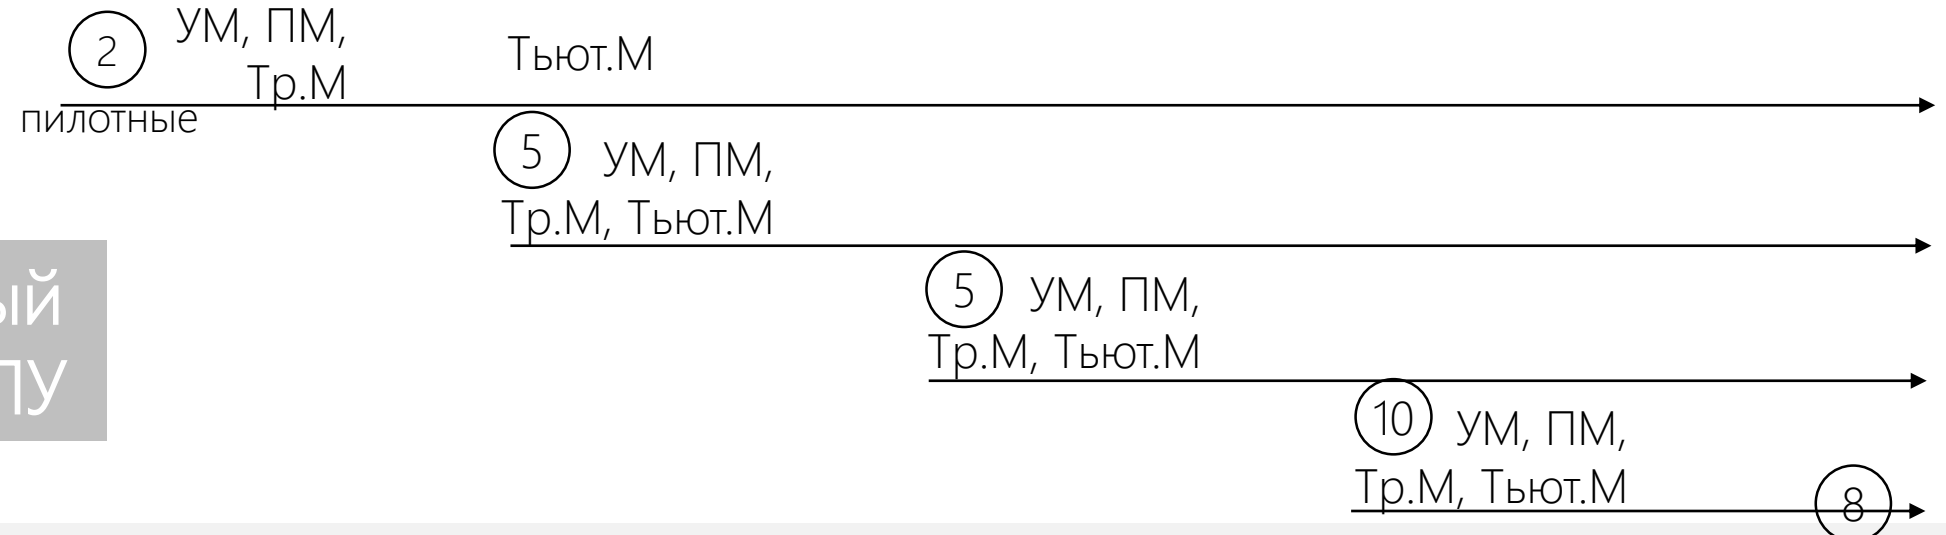 2 УМ, ПМ,
Тр.М
Тьют.М
пилотные
5 УМ, ПМ,
Тр.М, Тьют.М
5 УМ, ПМ,
Тр.М, Тьют.М
10 УМ, ПМ,
Тр.М, Тьют.М
8